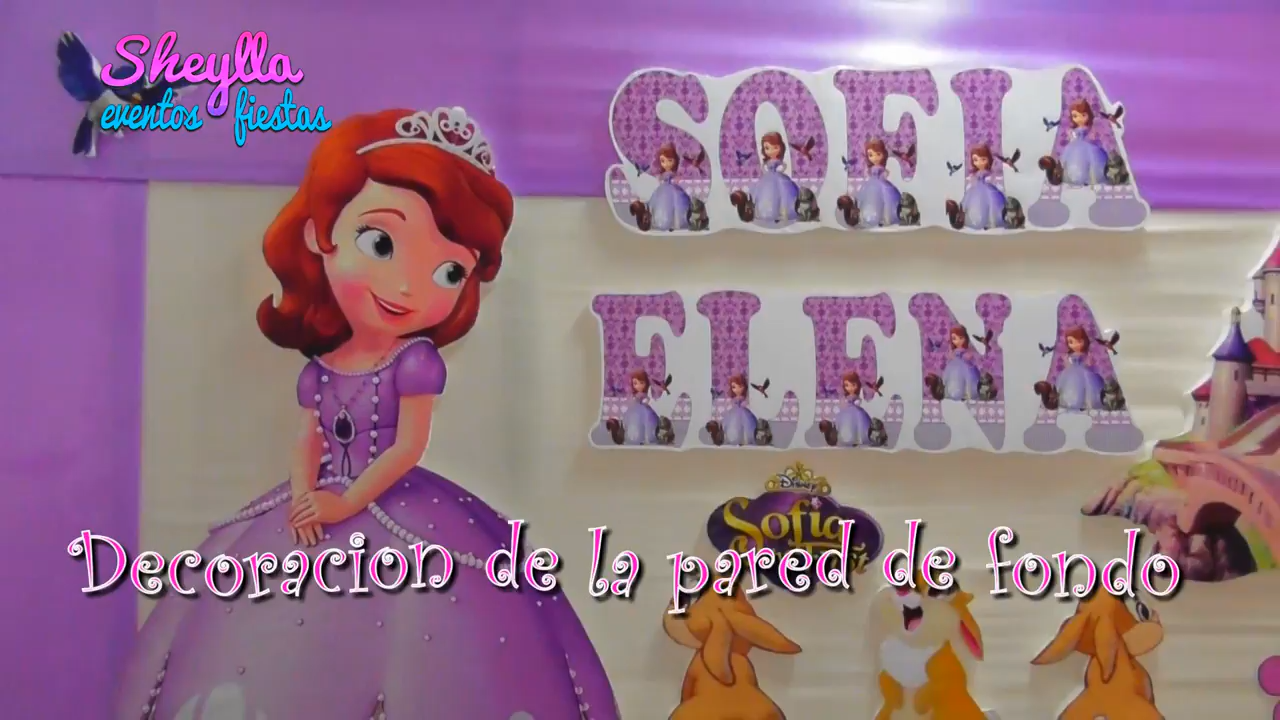 Sheylla
eventos fiestas
SOFIA
ELENA
Disney
Sofia
Decoracion de la pared de fondo